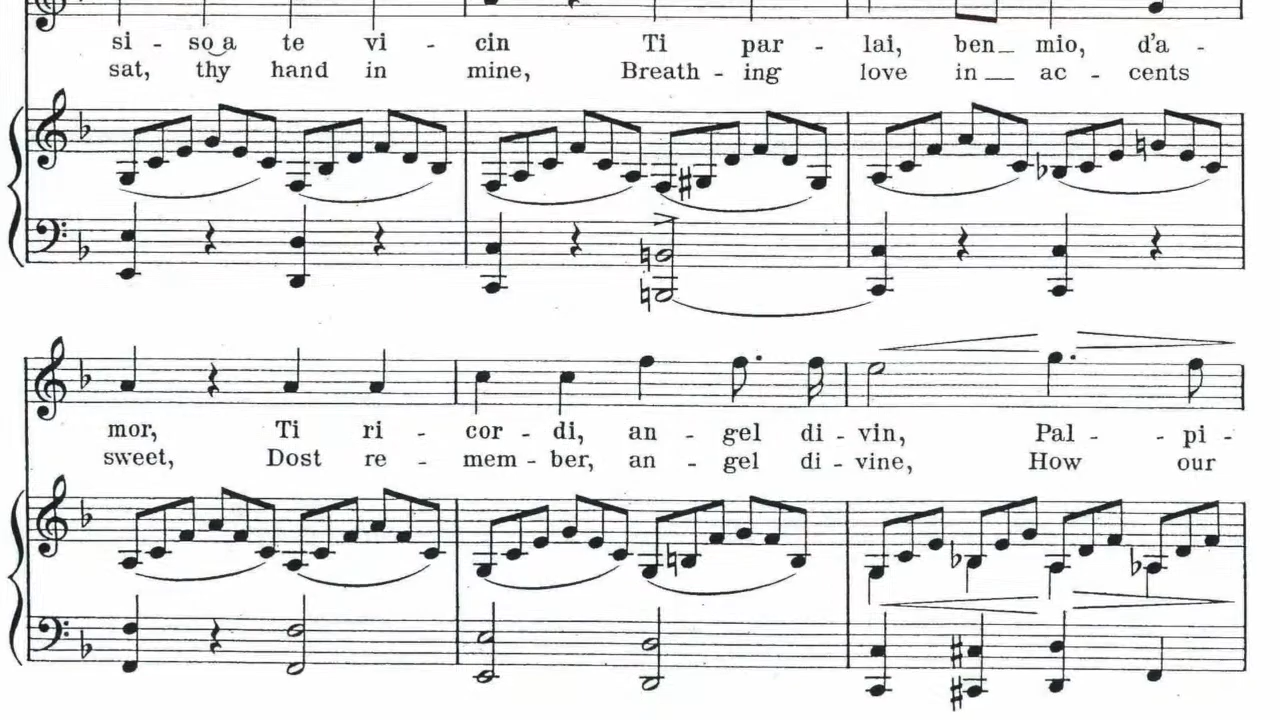 si - so a te vi - cin Ti par - lai, ben mio, d'a -
sat, thy hand in mine, Breath - ing love in ac - cents
mor, Ti ri - cor - di, an - gel di - vin, Pal - - pi -
sweet, Dost re - mem - ber, an - gel di - vine, How our